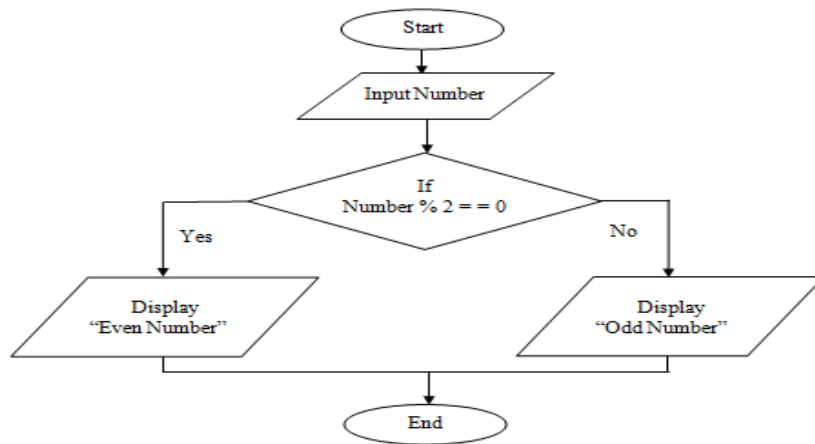 Start
Input Number
If
Number % 2 = = 0
Yes
No
Display
“Even Number”
Display
“Odd Number”
End